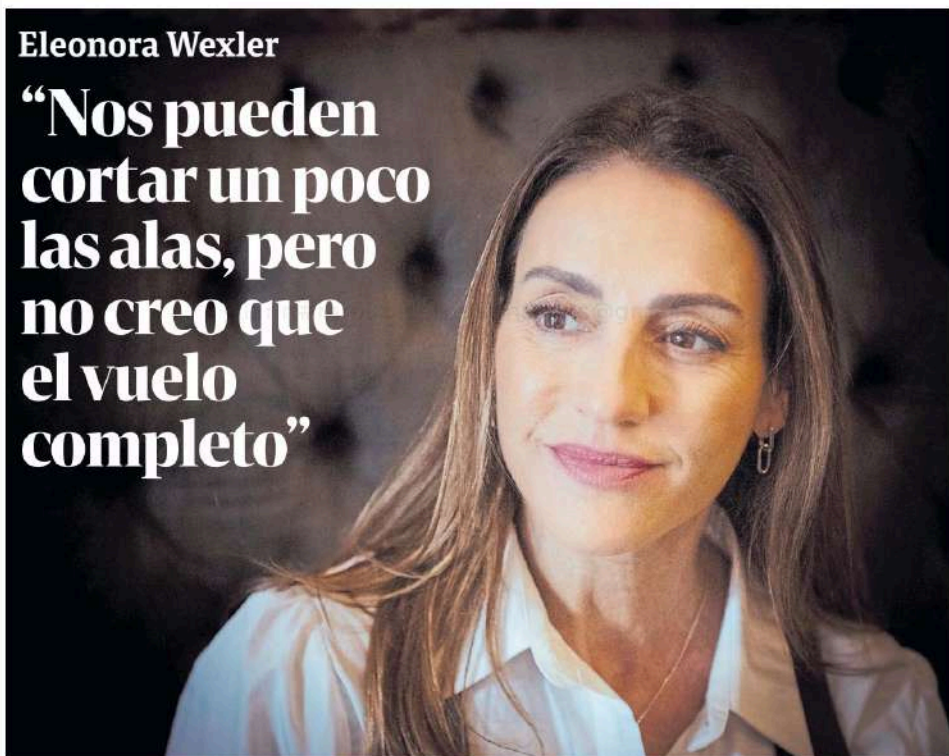 Eleonora Wexler
“Nos pueden
cortar un poco
las alas, pero
no creo que
el vuelo
completo”